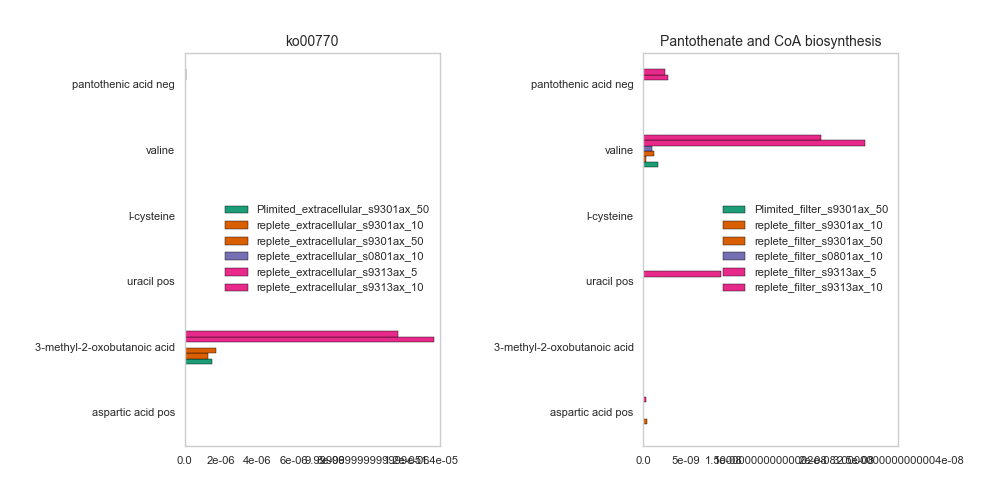 ko00770
pantothenic acid neg
valine
l-cysteine
uracil pos
3-methyl-2-oxobutanoic acid
aspartic acid pos
Plimited_extracellular_s9301ax_50
replete_extracellular_s9301ax_10
replete_extracellular_s9301ax_50
replete_extracellular_s0801ax_10
replete_extracellular_s9313ax_5
replete_extracellular_s9313ax_10
0.0 2e-06 4e-06 6e-06
Pantothenate and CoA biosynthesis
pantothenic acid neg
valine
l-cysteine
uracil pos
3-methyl-2-oxobutanoic acid
aspartic acid pos
Plimited_filter_s9301ax_50
replete_filter_s9301ax_10
replete_filter_s9301ax_50
replete_filter_s0801ax_10
replete_filter_s9313ax_5
replete_filter_s9313ax_10
0.0 5e-09